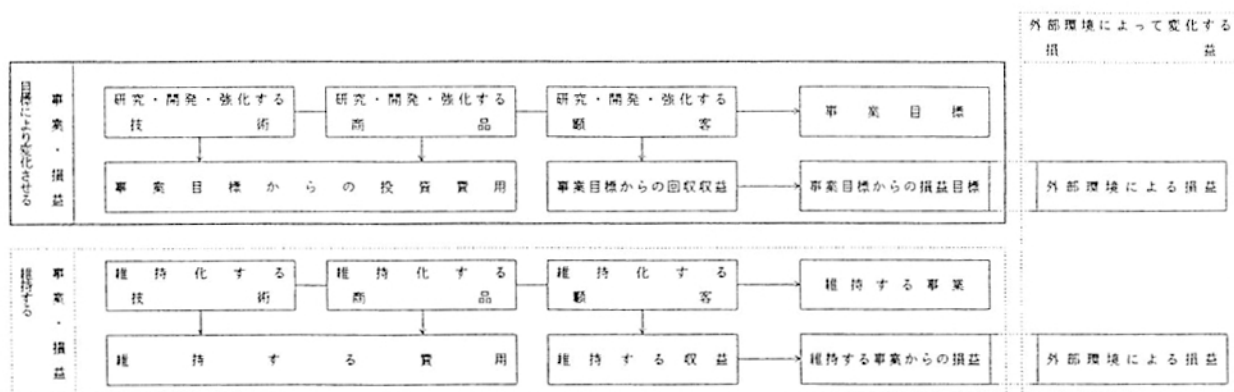 外部環境によって変化する
損益
目標により強化させる
事業・損益
研究・開発・強化する
技術
研究・開発・強化する
商品
研究・開発・強化する
顧客
事業目標
事業目標からの投資費用
事業目標からの回収収益
事業目標からの損益目標
外部環境による損益
維持する
事業・損益
維持化する
技術
維持化する
商品
維持化する
顧客
維持する事業
維持する費用
維持する収益
維持する事業からの損益
外部環境による損益